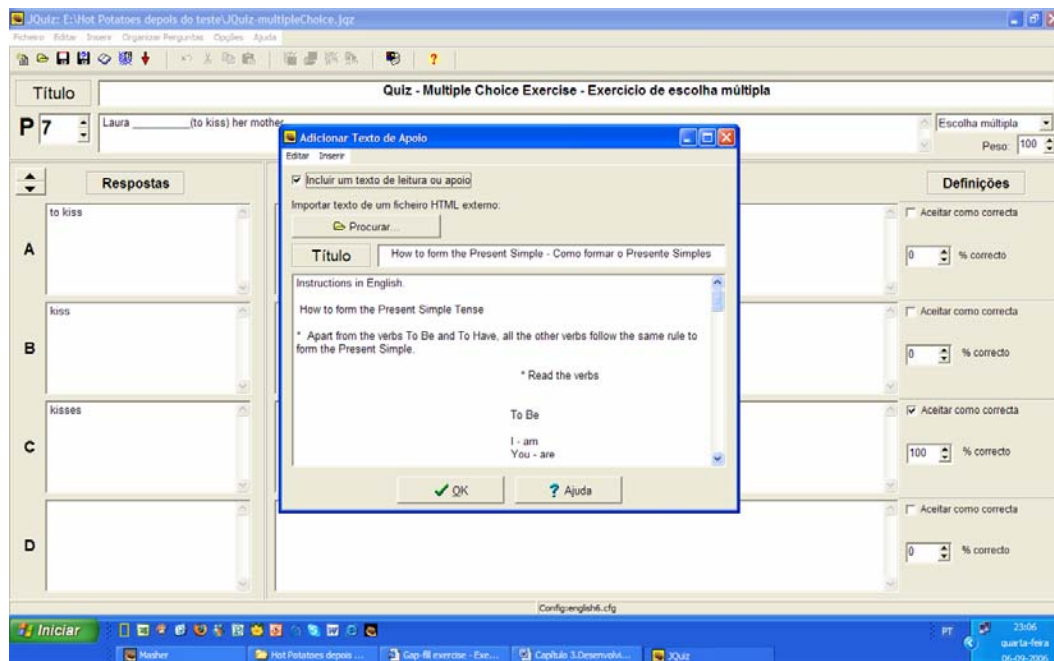 JQuiz: E:\Hot Potatoes depois do teste\JQuiz-multipleChoice.jqz
Ficheiro Editar Inserir Organizar Perguntas Opções Ajuda
Título Quiz - Multiple Choice Exercise - Exercício de escolha múltipla
P 7 Laura __________(to kiss) her mother Escolha múltipla
Peso: 100
Respostas Definições
A to kiss Aceitar como correcta
0 % correcto
B kiss Aceitar como correcta
0 % correcto
C kisses Aceitar como correcta
100 % correcto
D Aceitar como correcta
0 % correcto
Adicionar Texto de Apoio
Editar Inserir
Incluir um texto de leitura ou apoio
Importar texto de um ficheiro HTML externo:
Procurar...
Título How to form the Present Simple - Como formar o Presente Simples
Instructions in English.
How to form the Present Simple Tense
* Apart from the verbs To Be and To Have, all the other verbs follow the same rule to
form the Present Simple.
* Read the verbs
To Be
I - am
You - are
OK ? Ajuda
Config:english6.cfg
Iniciar PT 23:06
quarta-feira
Masher Hot Potatoes depois ... Gap-fill exercise - Exe... Capítulo 3.Desenvolvi... JQuiz 06-09-2006